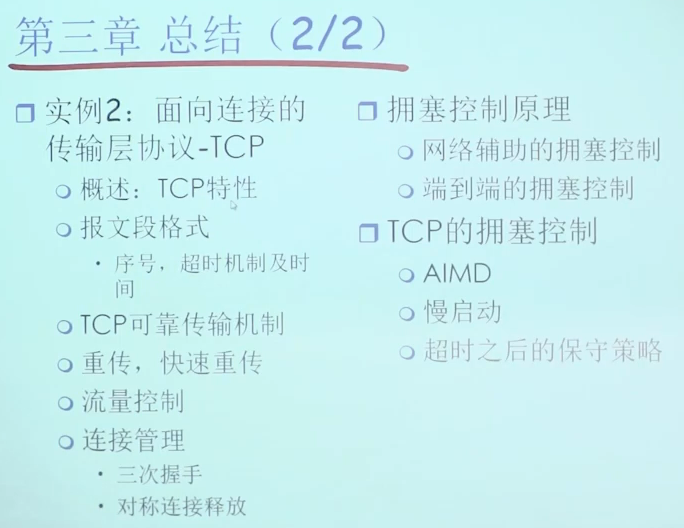 第三章 总结（2/2）
实例2：面向连接的
传输层协议-TCP
概述：TCP特性
报文段格式
序号，超时机制及时
间
TCP可靠传输机制
重传，快速重传
流量控制
连接管理
三次握手
对称连接释放
拥塞控制原理
网络辅助的拥塞控制
端到端的拥塞控制
TCP的拥塞控制
AIMD
慢启动
超时之后的保守策略